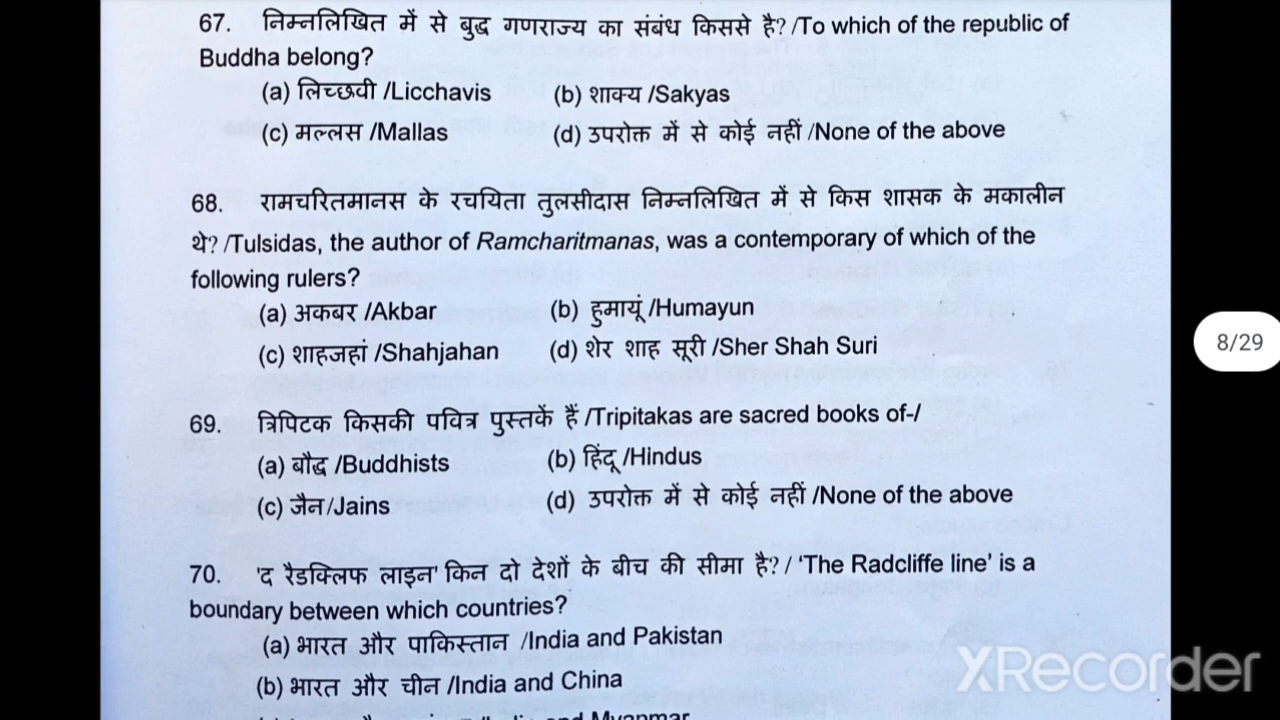 67. निम्नलिखित में से बुद्ध गणराज्य का संबंध किससे है? /To which of the republic of
Buddha belong?
(a) लिच्छवी /Licchavis (b) शाक्य /Sakyas
(c) मल्लस /Mallas (d) उपरोक्त में से कोई नहीं /None of the above
68. रामचरितमानस के रचयिता तुलसीदास निम्नलिखित में से किस शासक के मकालीन
थे? /Tulsidas, the author of Ramcharitmanas, was a contemporary of which of the
following rulers?
(a) अकबर /Akbar (b) हुमायूं /Humayun
(c) शाहजहां /Shahjahan (d) शेर शाह सूरी /Sher Shah Suri
69. त्रिपिटक किसकी पवित्र पुस्तकें हैं /Tripitakas are sacred books of-/
(a) बौद्ध /Buddhists (b) हिंदू /Hindus
(c) जैन/Jains (d) उपरोक्त में से कोई नहीं /None of the above
70. 'द रैडक्लिफ लाइन' किन दो देशों के बीच की सीमा है? / 'The Radcliffe line' is a
boundary between which countries?
(a) भारत और पाकिस्तान /India and Pakistan
(b) भारत और चीन /India and China
8/29
XRecorder